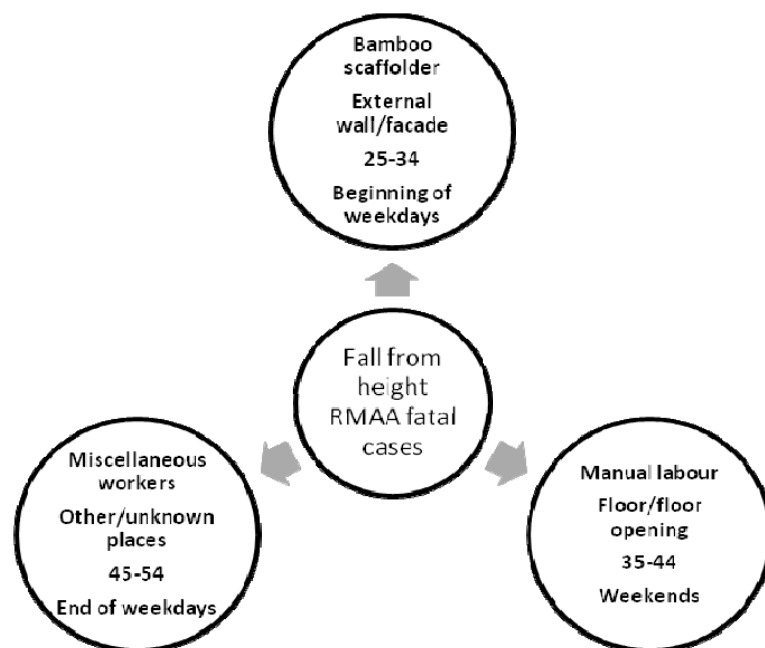 Bamboo
scaffolder
External
wall/facade
25-34
Beginning of
weekdays
Fall from
height
RMAA fatal
cases
Miscellaneous
workers
Other/unknown
places
45-54
End of weekdays
Manual labour
Floor/floor
opening
35-44
Weekends